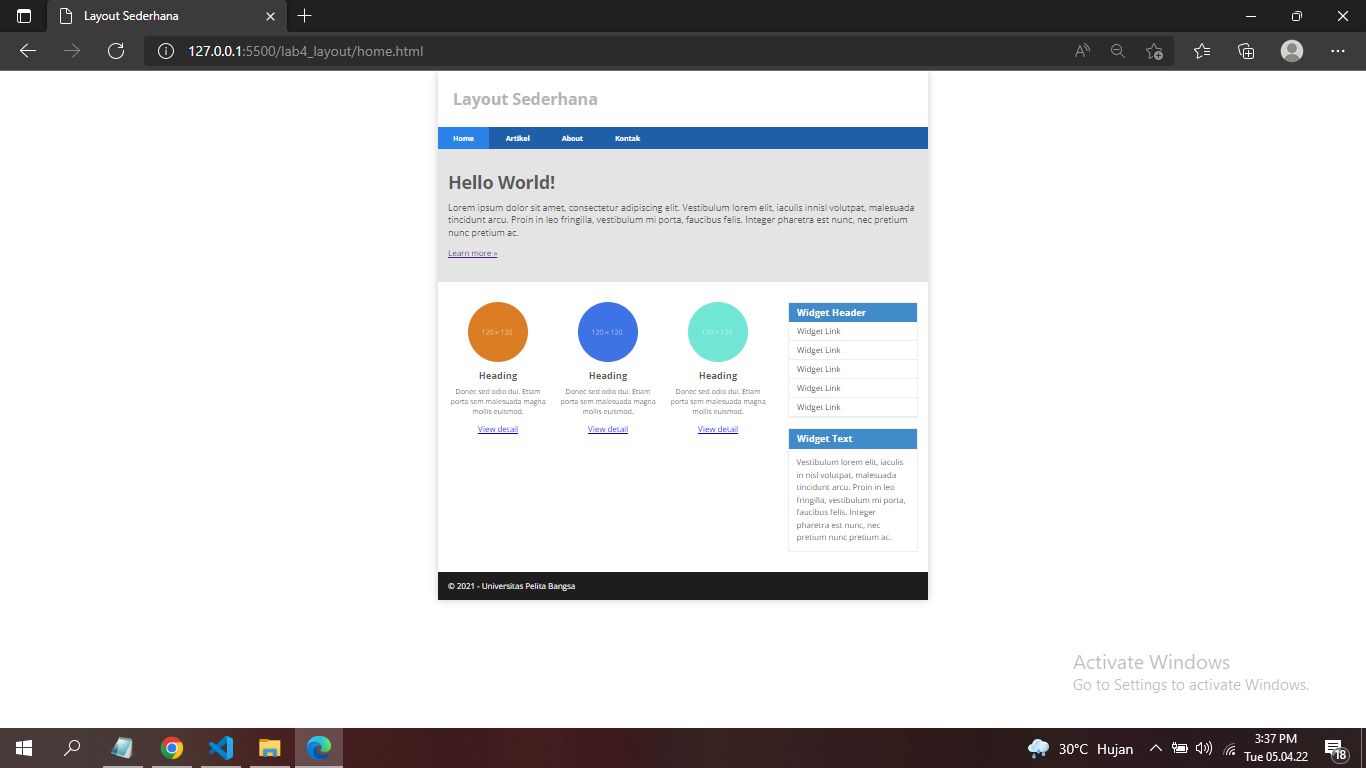 Layout Sederhana
127.0.0.1:5500/lab4_layout/home.html
Layout Sederhana
Home Artikel About Kontak
Hello World!
Lorem ipsum dolor sit amet, consectetur adipiscing elit. Vestibulum lorem elit, iaculis innisl volutpat, malesuada
tincidunt arcu. Proin in leo fringilla, vestibulum mi porta, faucibus felis. Integer pharetra est nunc, nec pretium
nunc pretium ac.
Learn more »
120 × 120
Heading
Donec sed odio dui. Etiam
porta sem malesuada magna
mollis euismod.
View detail
120 × 120
Heading
Donec sed odio dui. Etiam
porta sem malesuada magna
mollis euismod.
View detail
120 × 120
Heading
Donec sed odio dui. Etiam
porta sem malesuada magna
mollis euismod.
View detail
Widget Header
Widget Link
Widget Link
Widget Link
Widget Link
Widget Link
Widget Text
Vestibulum lorem elit, iaculis
in nisl volutpat, malesuada
tincidunt arcu. Proin in leo
fringilla, vestibulum mi porta,
faucibus felis. Integer
pharetra est nunc, nec
pretium nunc pretium ac.
© 2021 - Universitas Pelita Bangsa
Activate Windows
Go to Settings to activate Windows.
30°C Hujan
3:37 PM
Tue 05.04.22
18